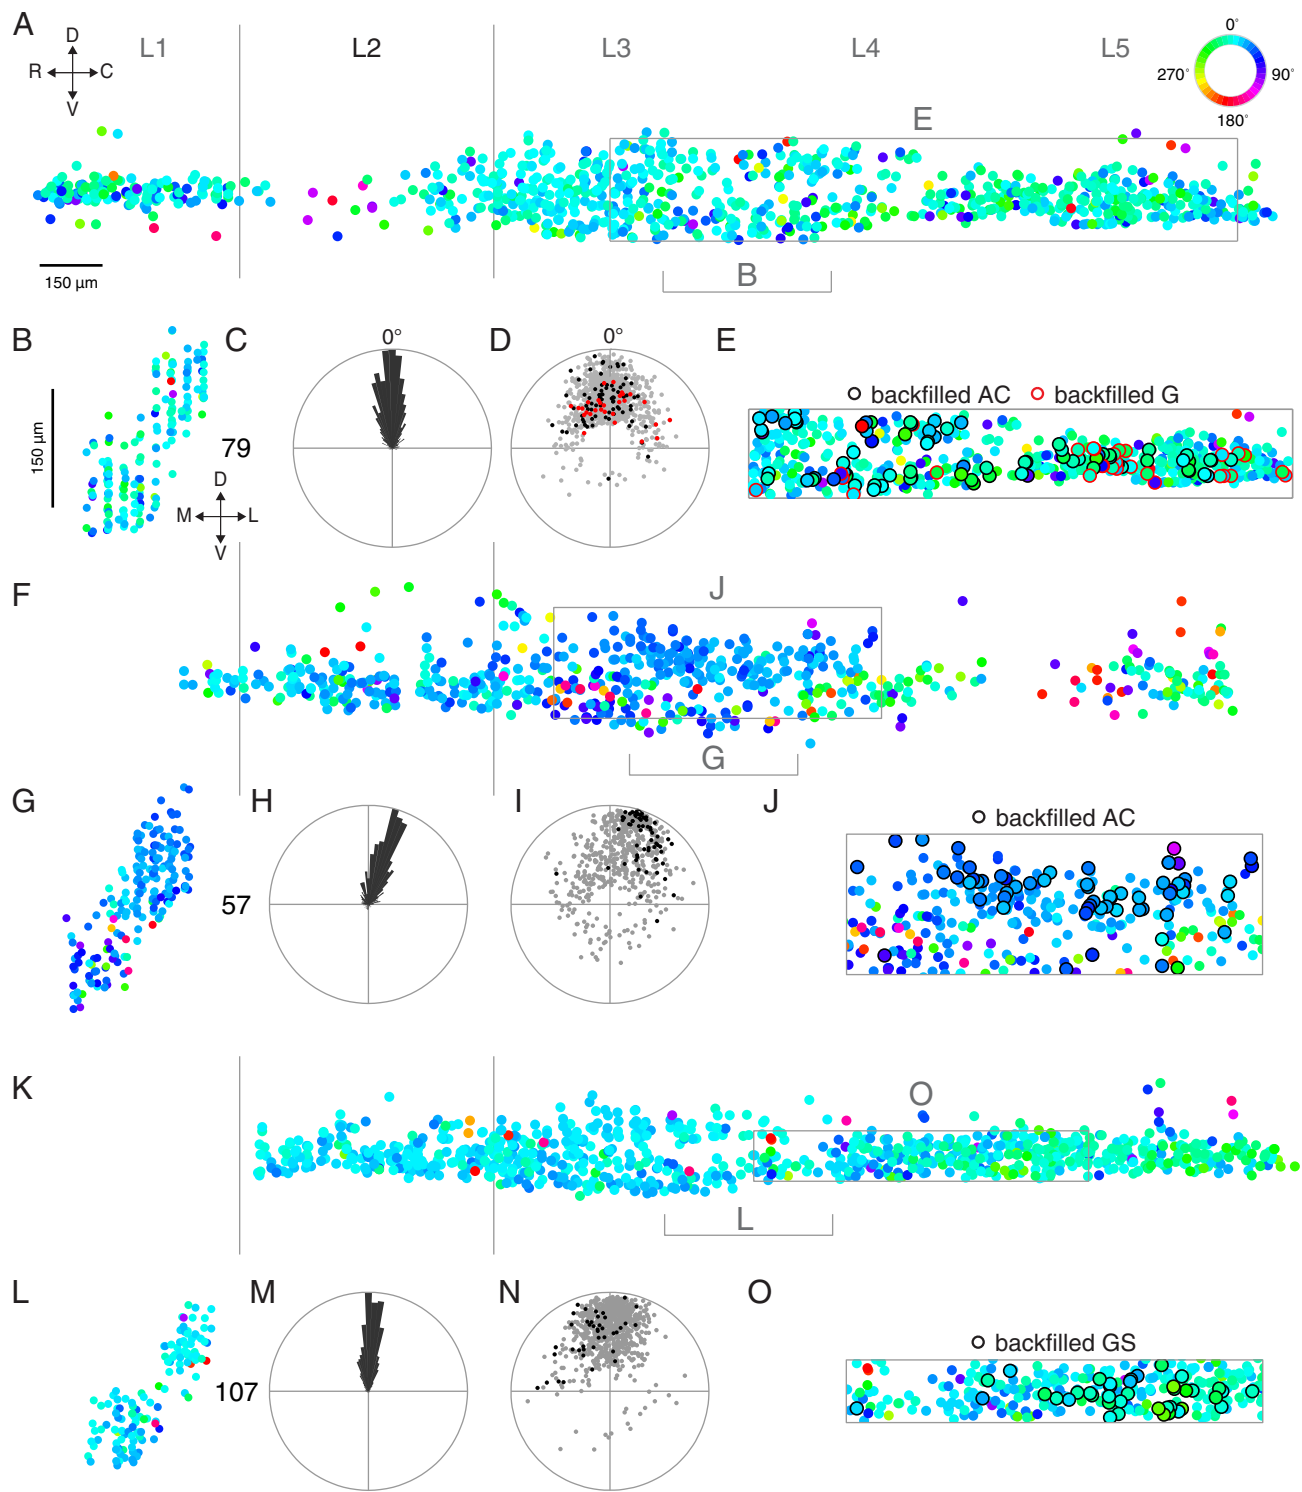 A
D
R C
V
L1 L2 L3 L4 L5
0°
270° 90°
180°
E
150 µm
B
B
150 µm
D
M L
V
C
0°
79
D
0°
E
backfilled AC backfilled G
F
J
G
G
H
57
I
J
backfilled AC
K
O
L
L
M
107
N
O
backfilled GS